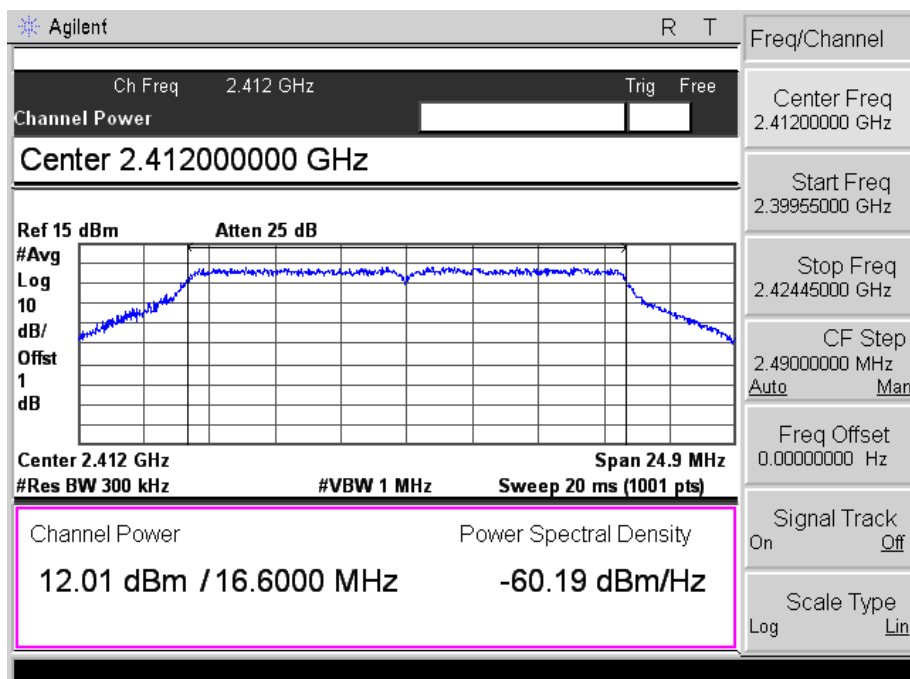 Agilent R T
Ch Freq 2.412 GHz Trig Free
Channel Power
Center 2.412000000 GHz
Ref 15 dBm Atten 25 dB
#Avg
Log
10
dB/
Offst
1
dB
Center 2.412 GHz Span 24.9 MHz
#Res BW 300 kHz #VBW 1 MHz Sweep 20 ms (1001 pts)
Channel Power Power Spectral Density
12.01 dBm / 16.6000 MHz -60.19 dBm/Hz
Freq/Channel
Center Freq
2.41200000 GHz
Start Freq
2.39955000 GHz
Stop Freq
2.42445000 GHz
CF Step
2.49000000 MHz
Auto Man
Freq Offset
0.00000000 Hz
Signal Track
On Off
Scale Type
Log Lin